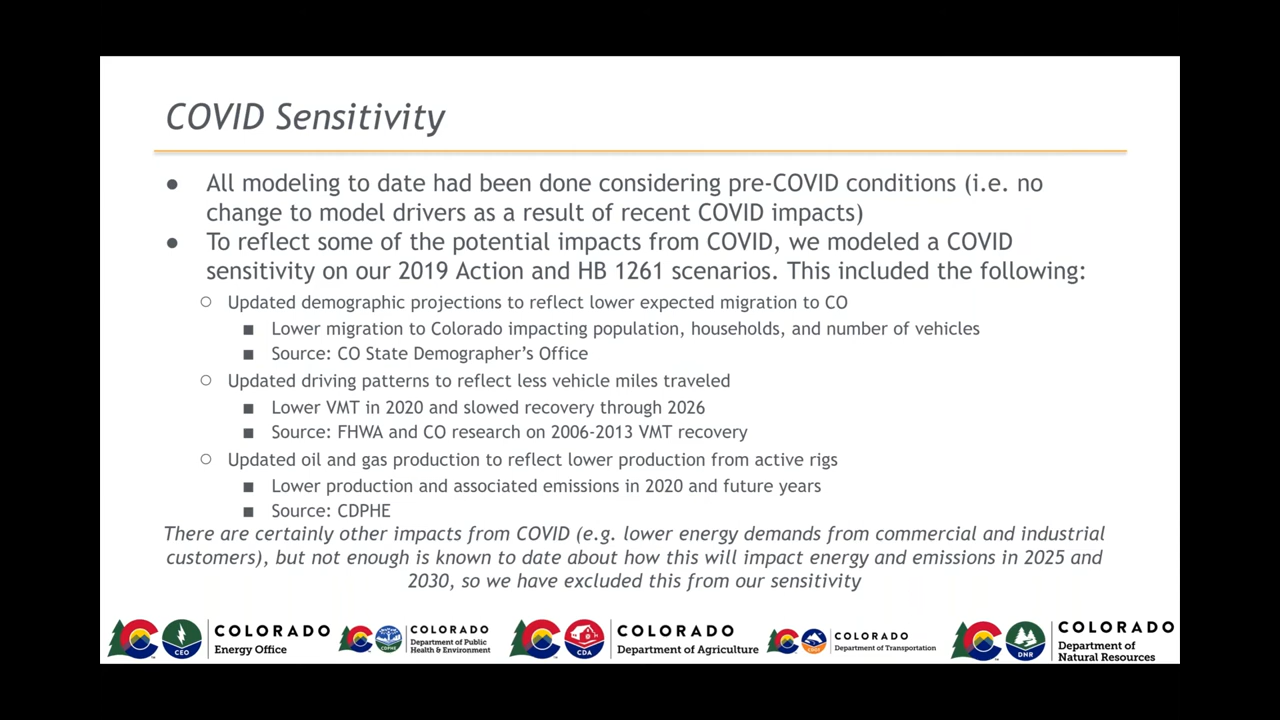 COVID Sensitivity
● All modeling to date had been done considering pre-COVID conditions (i.e. no
change to model drivers as a result of recent COVID impacts)
● To reflect some of the potential impacts from COVID, we modeled a COVID
sensitivity on our 2019 Action and HB 1261 scenarios. This included the following:
○ Updated demographic projections to reflect lower expected migration to CO
■ Lower migration to Colorado impacting population, households, and number of vehicles
■ Source: CO State Demographer’s Office
○ Updated driving patterns to reflect less vehicle miles traveled
■ Lower VMT in 2020 and slowed recovery through 2026
■ Source: FHWA and CO research on 2006-2013 VMT recovery
○ Updated oil and gas production to reflect lower production from active rigs
■ Lower production and associated emissions in 2020 and future years
■ Source: CDPHE
There are certainly other impacts from COVID (e.g. lower energy demands from commercial and industrial
customers), but not enough is known to date about how this will impact energy and emissions in 2025 and
2030, so we have excluded this from our sensitivity
CEO
COLORADO
Energy Office
CDPHE
COLORADO
Department of Public
Health & Environment
CDA
COLORADO
Department of Agriculture
CDOT
COLORADO
Department of Transportation
DNR
COLORADO
Department of
Natural Resources